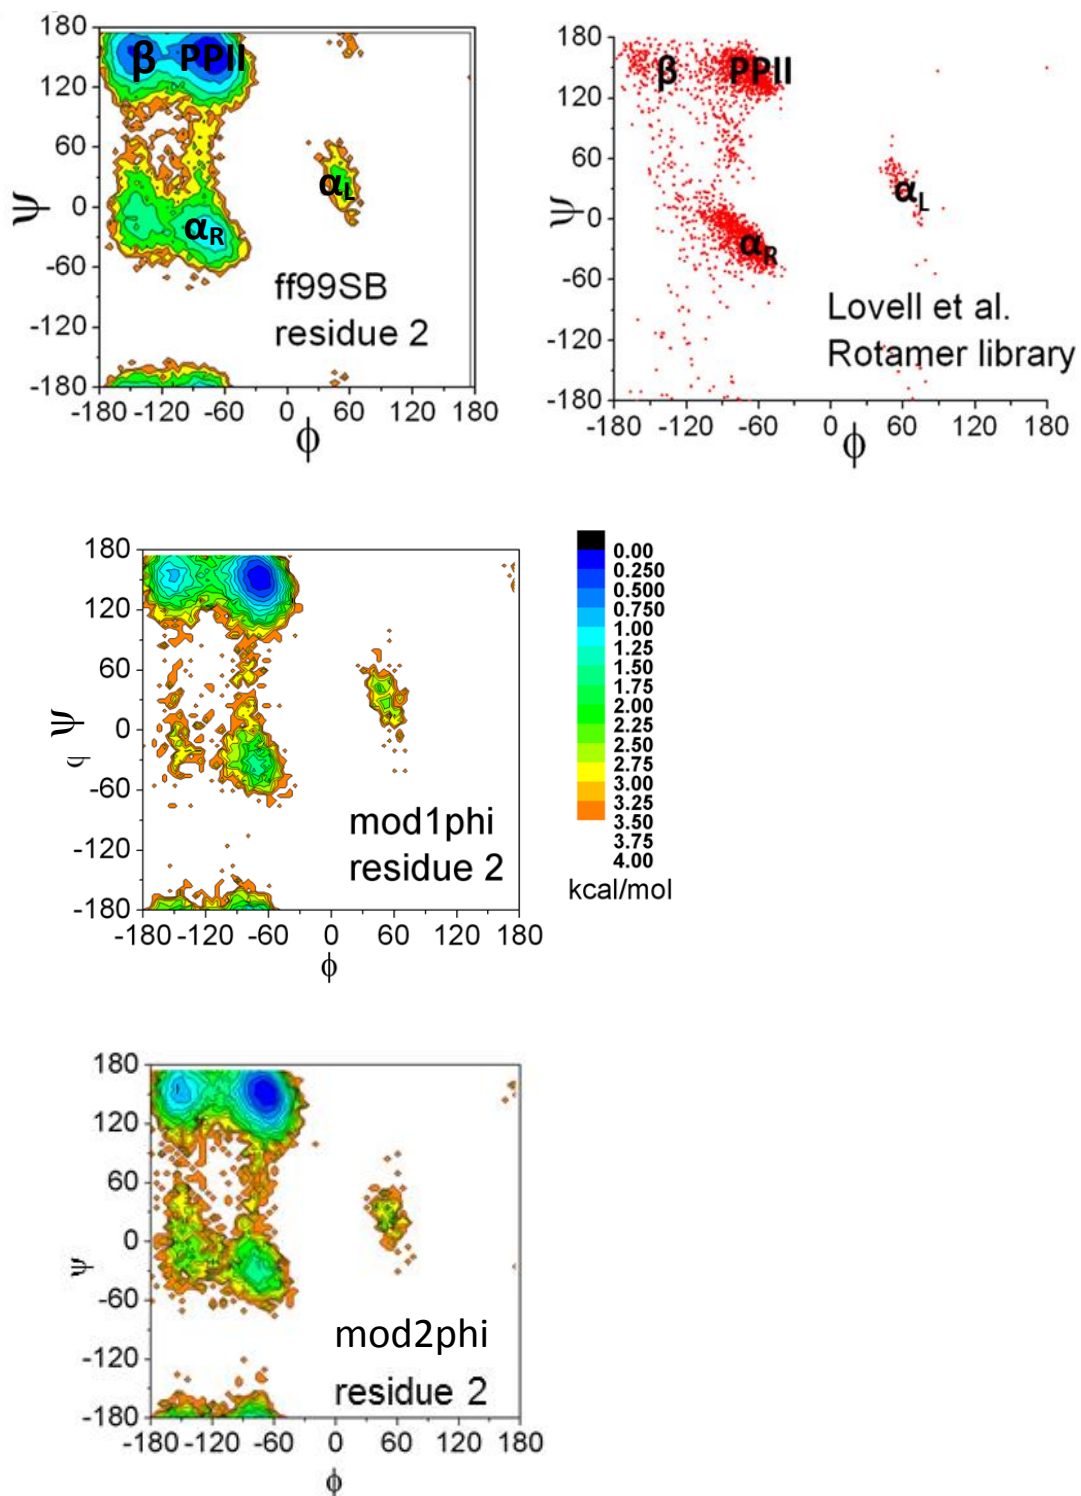 180
120
60
0
-60
-120
-180
ψ
β PPII
αL
αR
ff99SB
residue 2
-180 -120 -60 0 60 120 180
ϕ
180
120
60
0
-60
-120
-180
ψ
β PPII
αL
αR
Lovell et al.
Rotamer library
-180 -120 -60 0 60 120 180
ϕ
180
120
60
0
-60
-120
-180
ψ
mod1phi
residue 2
-180 -120 -60 0 60 120 180
ϕ
0.00
0.250
0.500
0.750
1.00
1.25
1.50
1.75
2.00
2.25
2.50
2.75
3.00
3.25
3.50
3.75
4.00
kcal/mol
180
120
60
0
-60
-120
-180
ψ
mod2phi
residue 2
-180 -120 -60 0 60 120 180
ϕ